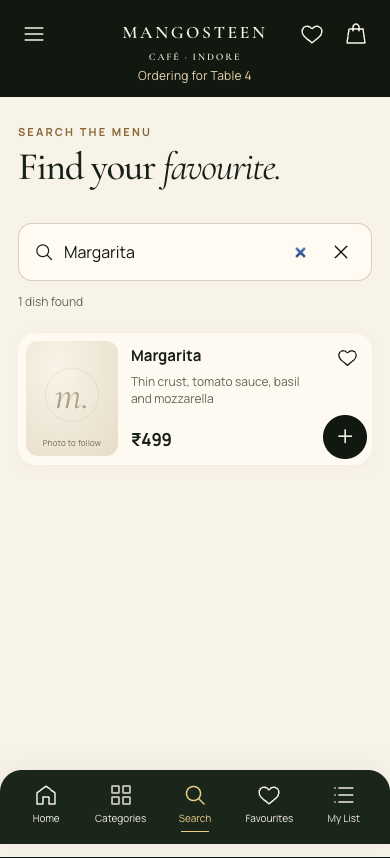 MANGOSTEEN
CAFÉ · INDORE
Ordering for Table 4
SEARCH THE MENU
Find your favourite.
Margarita
1 dish found
Margarita
Thin crust, tomato sauce, basil
and mozzarella
m.
Photo to follow
₹499
Home
Categories
Search
Favourites
My List